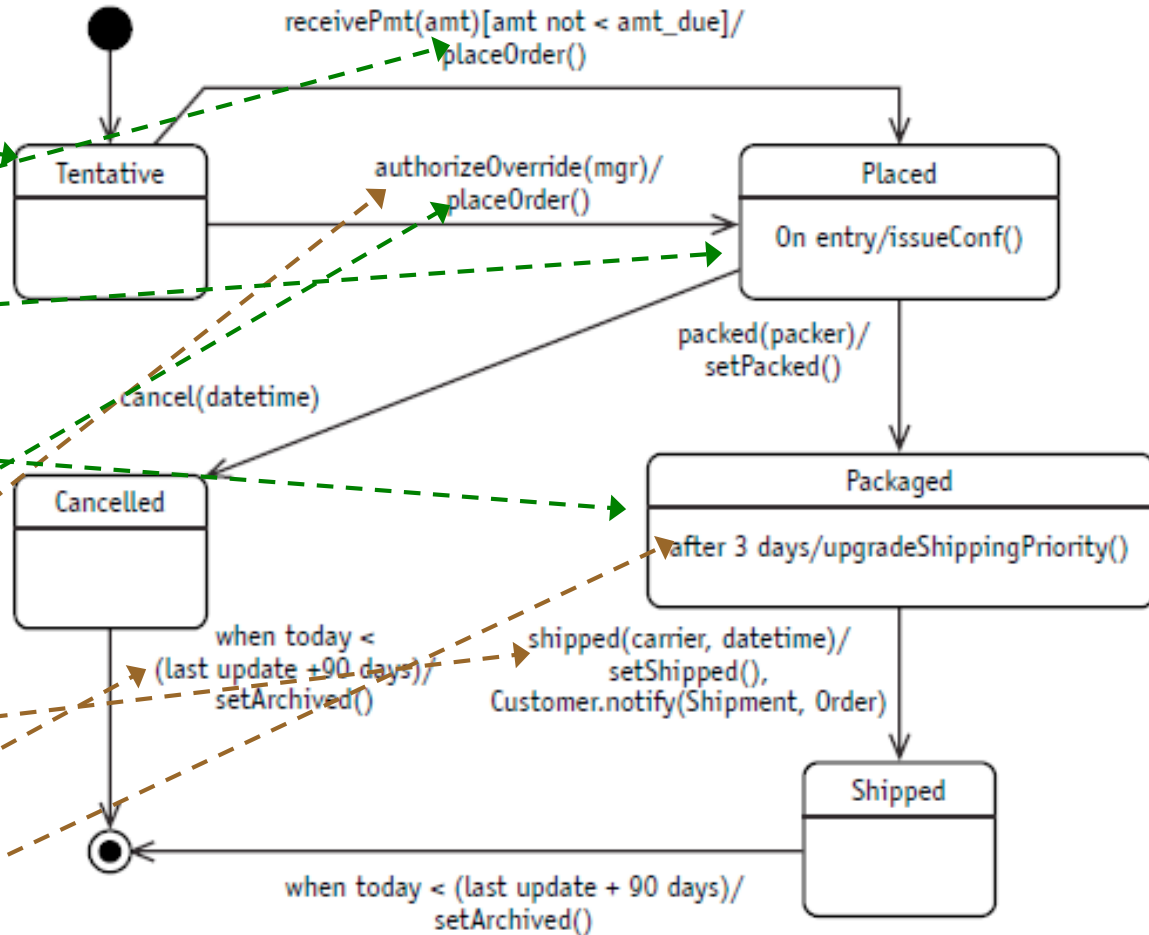 receivePmt(amt)[amt not < amt_due]/
placeOrder()
Tentative
authorizeOverride(mgr)/
placeOrder()
Placed
On entry/issueConf()
packed(packer)/
setPacked()
cancel(datetime)
Cancelled
Packaged
after 3 days/upgradeShippingPriority()
when today <
(last update +90 days)/
setArchived()
shipped(carrier, datetime)/
setShipped(),
Customer.notify(Shipment, Order)
Shipped
when today < (last update + 90 days)/
setArchived()